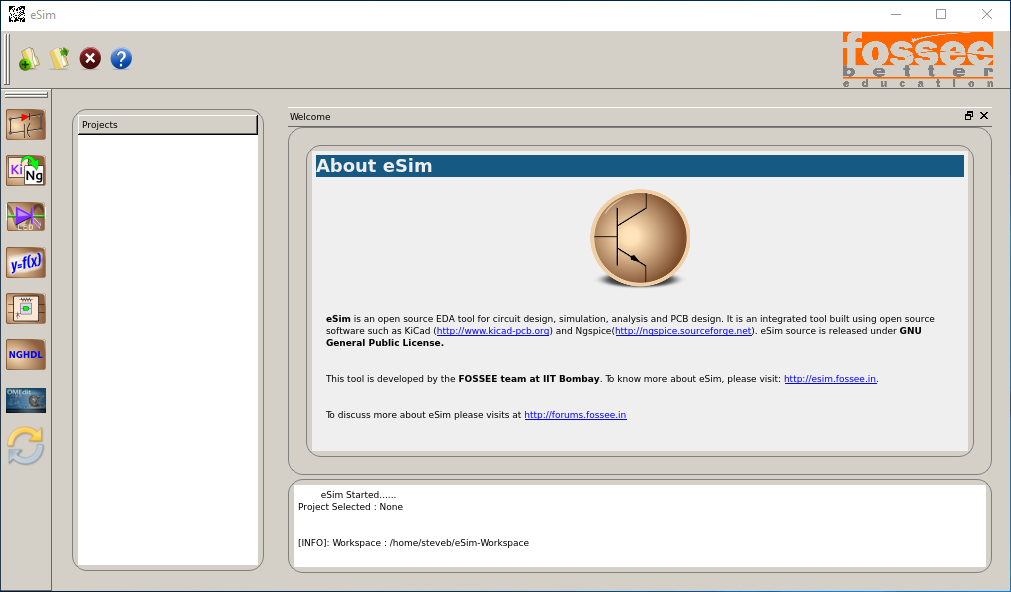 eSim
fossee
better
education
Projects
Welcome
About eSim
Ki
Ng
LED
y=f(x)
eSim is an open source EDA tool for circuit design, simulation, analysis and PCB design. It is an integrated tool built using open source
software such as KiCad (http://www.kicad-pcb.org) and Ngspice(http://ngspice.sourceforge.net). eSim source is released under GNU
General Public License.
NGHDL
This tool is developed by the FOSSEE team at IIT Bombay. To know more about eSim, please visit: http://esim.fossee.in.
OMEdit
To discuss more about eSim please visits at http://forums.fossee.in
eSim Started......
Project Selected : None
[INFO]: Workspace : /home/steveb/eSim-Workspace